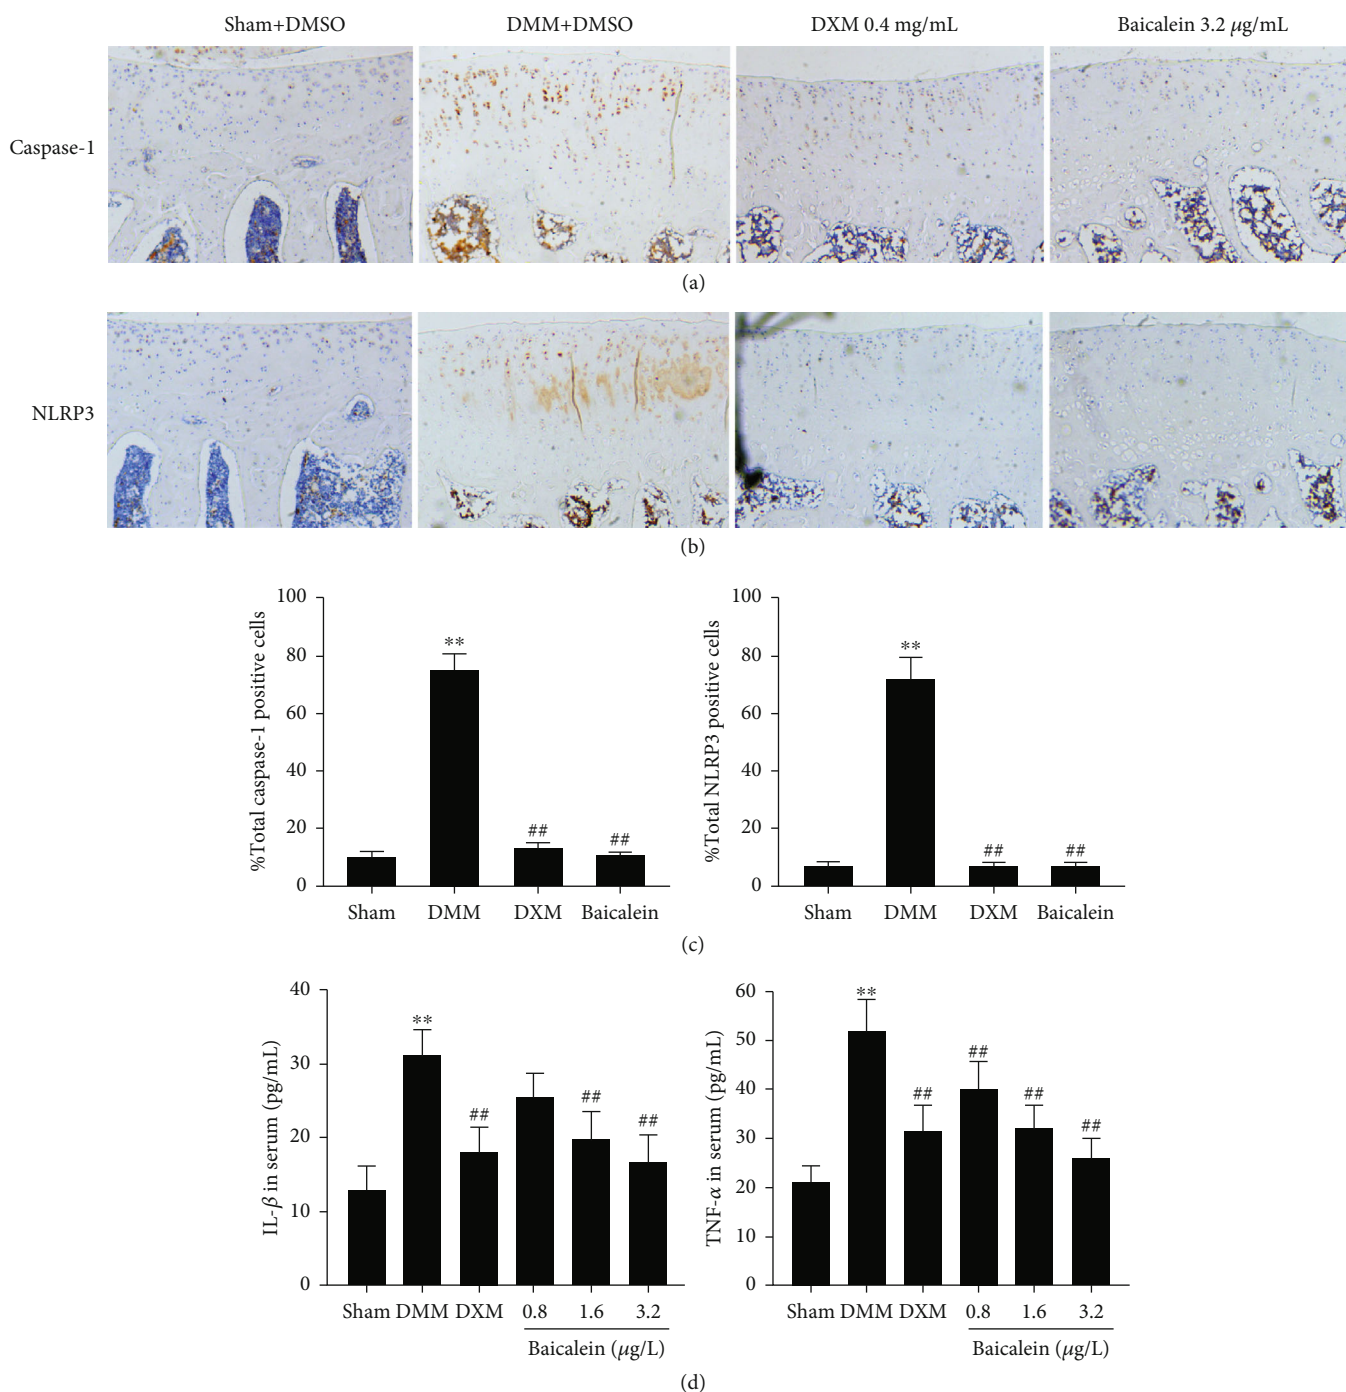 Sham+DMSO
DMM+DMSO
DXM 0.4 mg/mL
Baicalein 3.2 μg/mL
Caspase-1
(a)
NLRP3
(b)
%Total caspase-1 positive cells
100
80
60
40
20
0
**
##
##
Sham
DMM
DXM
Baicalein
%Total NLRP3 positive cells
100
80
60
40
20
0
**
##
##
Sham
DMM
DXM
Baicalein
(c)
IL-β in serum (pg/mL)
40
30
20
10
0
**
##
##
##
Sham
DMM
DXM
0.8
1.6
3.2
Baicalein (μg/L)
TNF-α in serum (pg/mL)
60
50
40
30
20
10
0
**
##
##
##
##
Sham
DMM
DXM
0.8
1.6
3.2
Baicalein (μg/L)
(d)